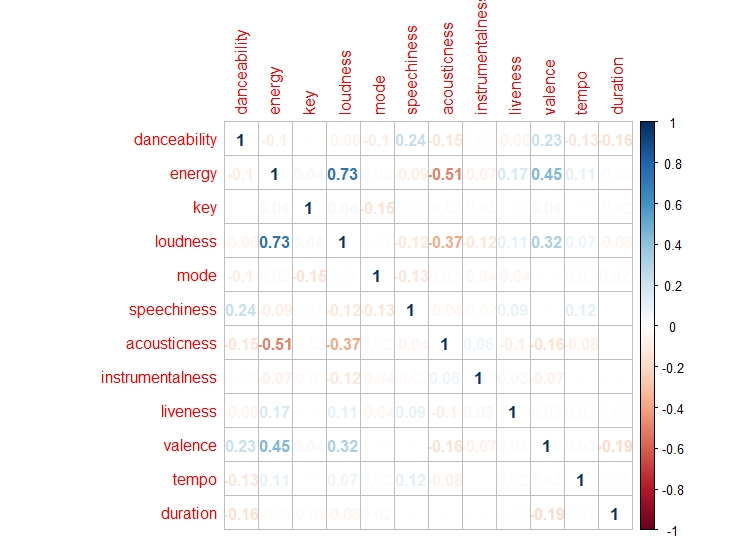 danceability energy key loudness mode speechiness acousticness instrumentalness liveness valence tempo duration
danceability 1 -0.1 -0.1 0.24 -0.15 -0.06 0.23 -0.13 -0.16
energy -0.1 1 0.04 0.73 -0.09 -0.51 -0.07 0.17 0.45 0.11
key 0.04 1 0.04 -0.15 0.04
loudness -0.06 0.73 0.04 1 -0.12 -0.37 -0.12 0.11 0.32 0.07 -0.06
mode -0.1 -0.15 1 -0.13
speechiness 0.24 -0.09 -0.12 -0.13 1 0.09 0.12
acousticness -0.15 -0.51 -0.37 -0.04 1 0.06 -0.1 -0.16 -0.08
instrumentalness -0.07 -0.12 0.06 1 -0.07
liveness -0.06 0.17 0.11 -0.04 0.09 -0.1 1
valence 0.23 0.45 0.04 0.32 -0.16 -0.07 1 -0.19
tempo -0.13 0.11 0.07 0.12 -0.08 1
duration -0.16 -0.06 -0.19 1
1
0.8
0.6
0.4
0.2
0
-0.2
-0.4
-0.6
-0.8
-1